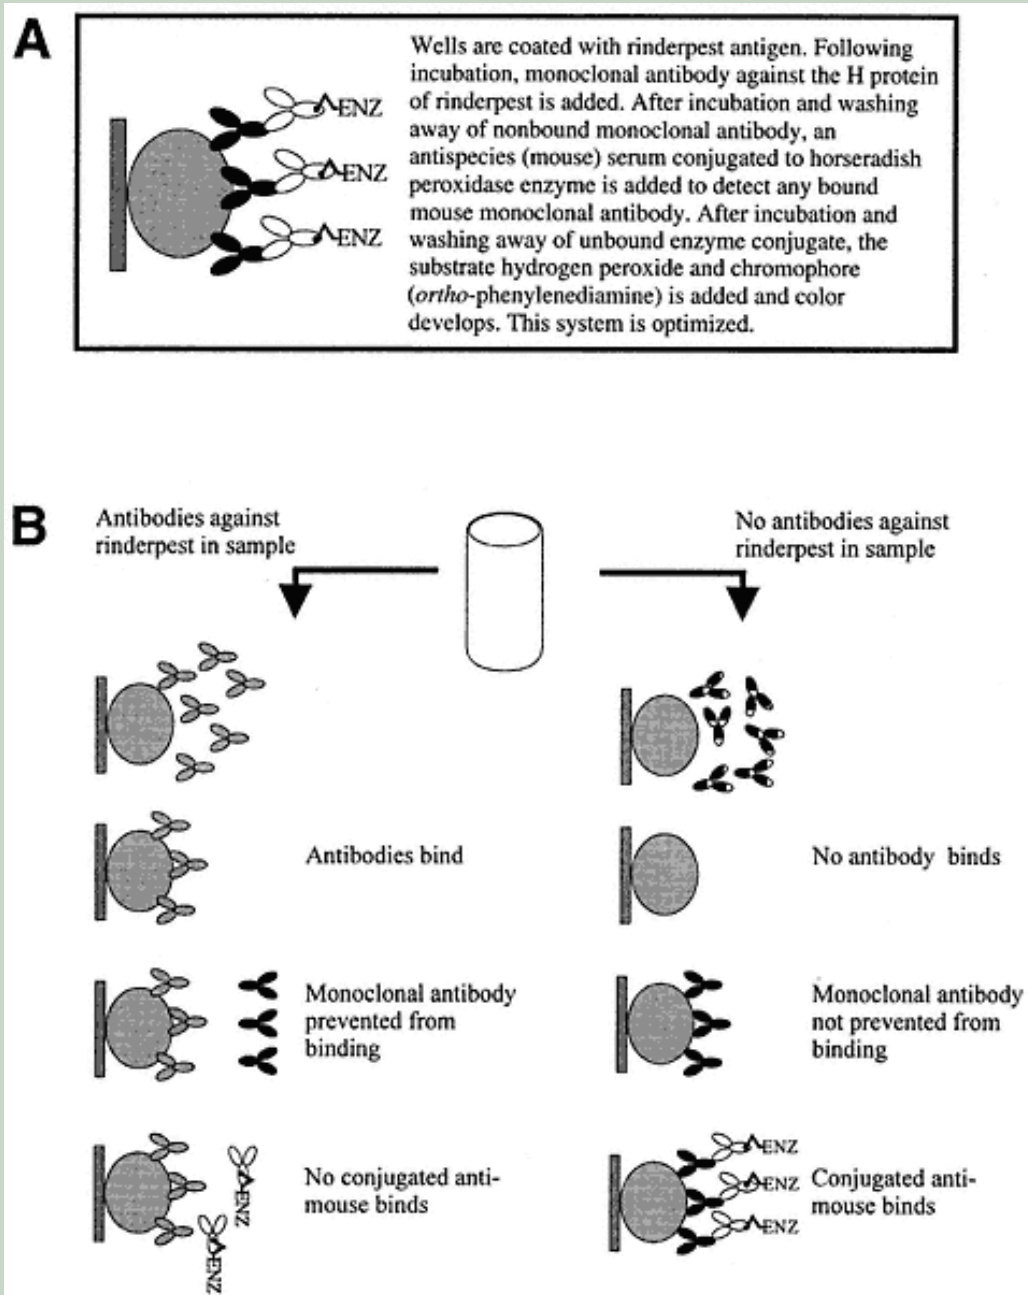 A
Wells are coated with rinderpest antigen. Following
incubation, monoclonal antibody against the H protein
of rinderpest is added. After incubation and washing
away of nonbound monoclonal antibody, an
antispecies (mouse) serum conjugated to horseradish
peroxidase enzyme is added to detect any bound
mouse monoclonal antibody. After incubation and
washing away of unbound enzyme conjugate, the
substrate hydrogen peroxide and chromophore
(ortho-phenylenediamine) is added and color
develops. This system is optimized.
ENZ
ENZ
ENZ
B
Antibodies against
rinderpest in sample
No antibodies against
rinderpest in sample
Antibodies bind
No antibody binds
Monoclonal antibody
prevented from
binding
Monoclonal antibody
not prevented from
binding
No conjugated anti-
mouse binds
ENZ
ENZ
ENZ
ENZ
ENZ
Conjugated anti-
mouse binds